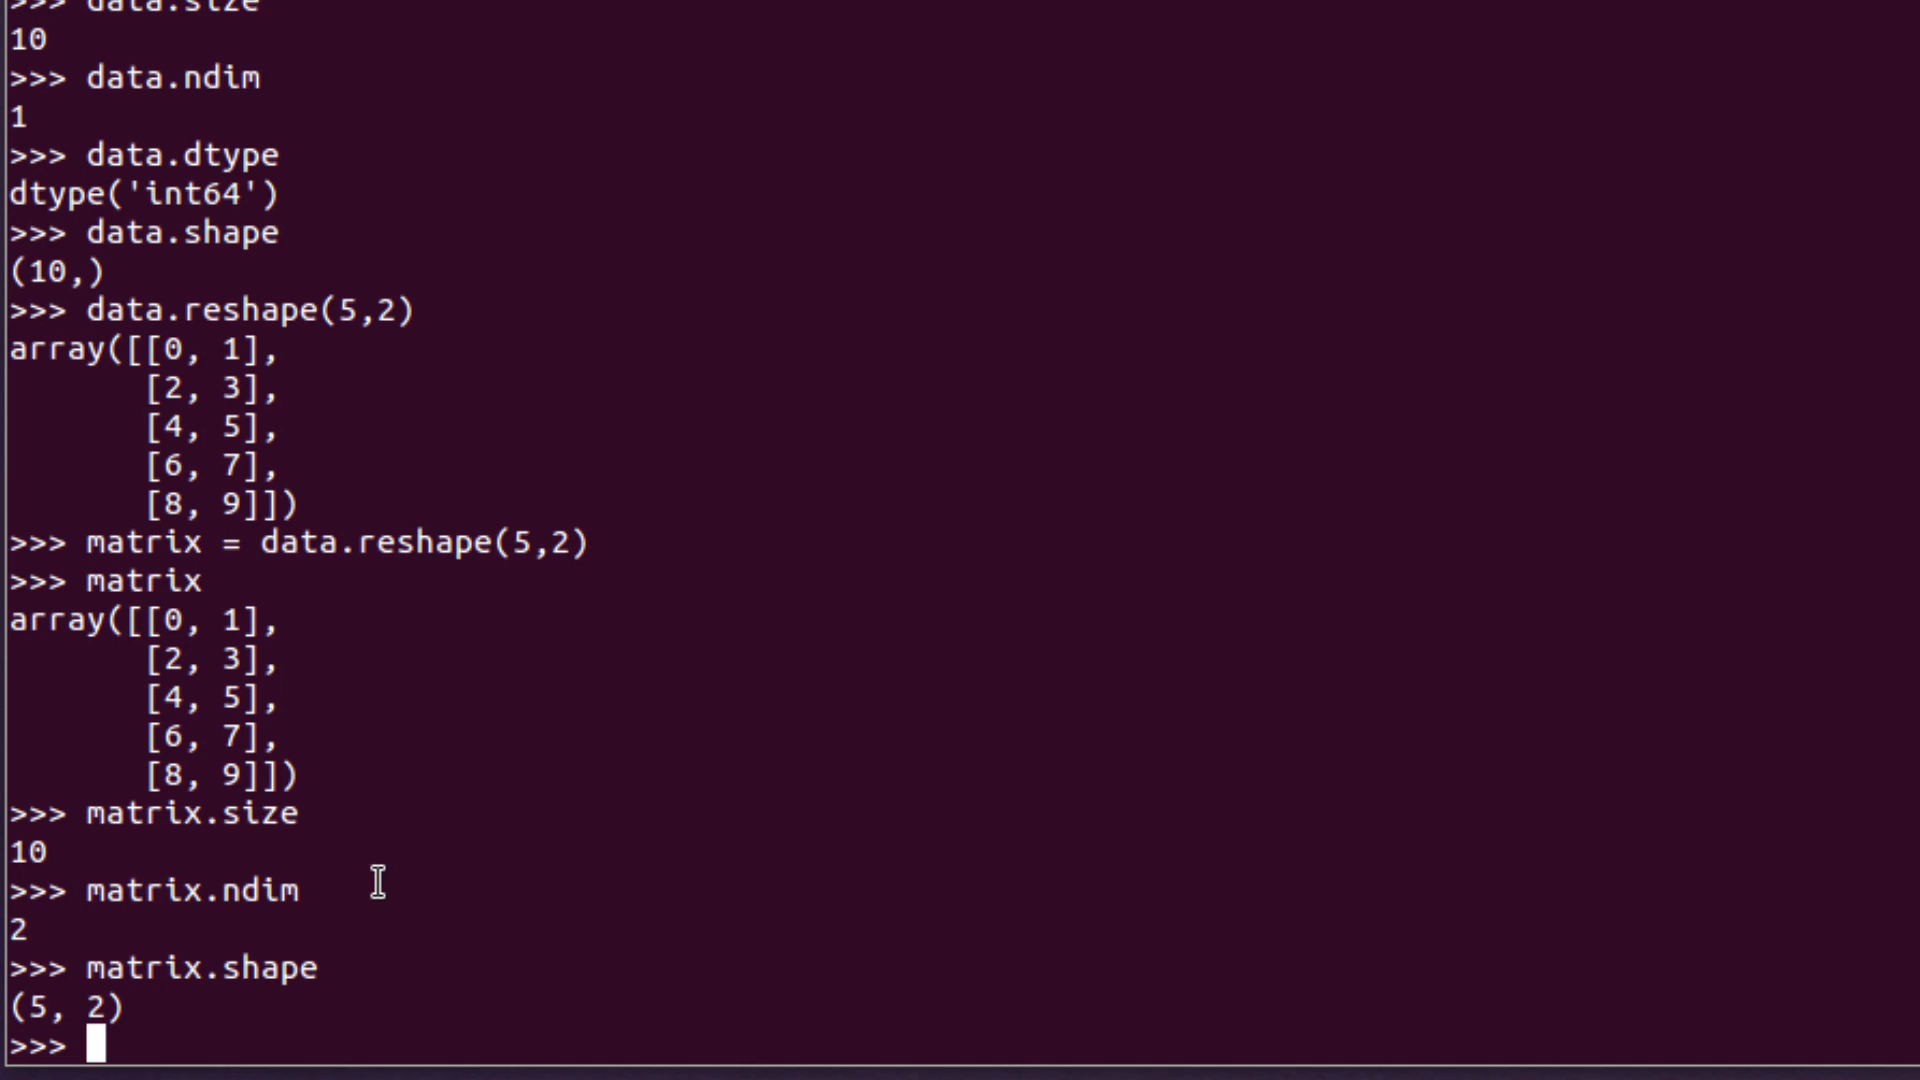 >>> data.size
10
>>> data.ndim
1
>>> data.dtype
dtype('int64')
>>> data.shape
(10,)
>>> data.reshape(5,2)
array([[0, 1],
       [2, 3],
       [4, 5],
       [6, 7],
       [8, 9]])
>>> matrix = data.reshape(5,2)
>>> matrix
array([[0, 1],
       [2, 3],
       [4, 5],
       [6, 7],
       [8, 9]])
>>> matrix.size
10
>>> matrix.ndim
2
>>> matrix.shape
(5, 2)
>>>